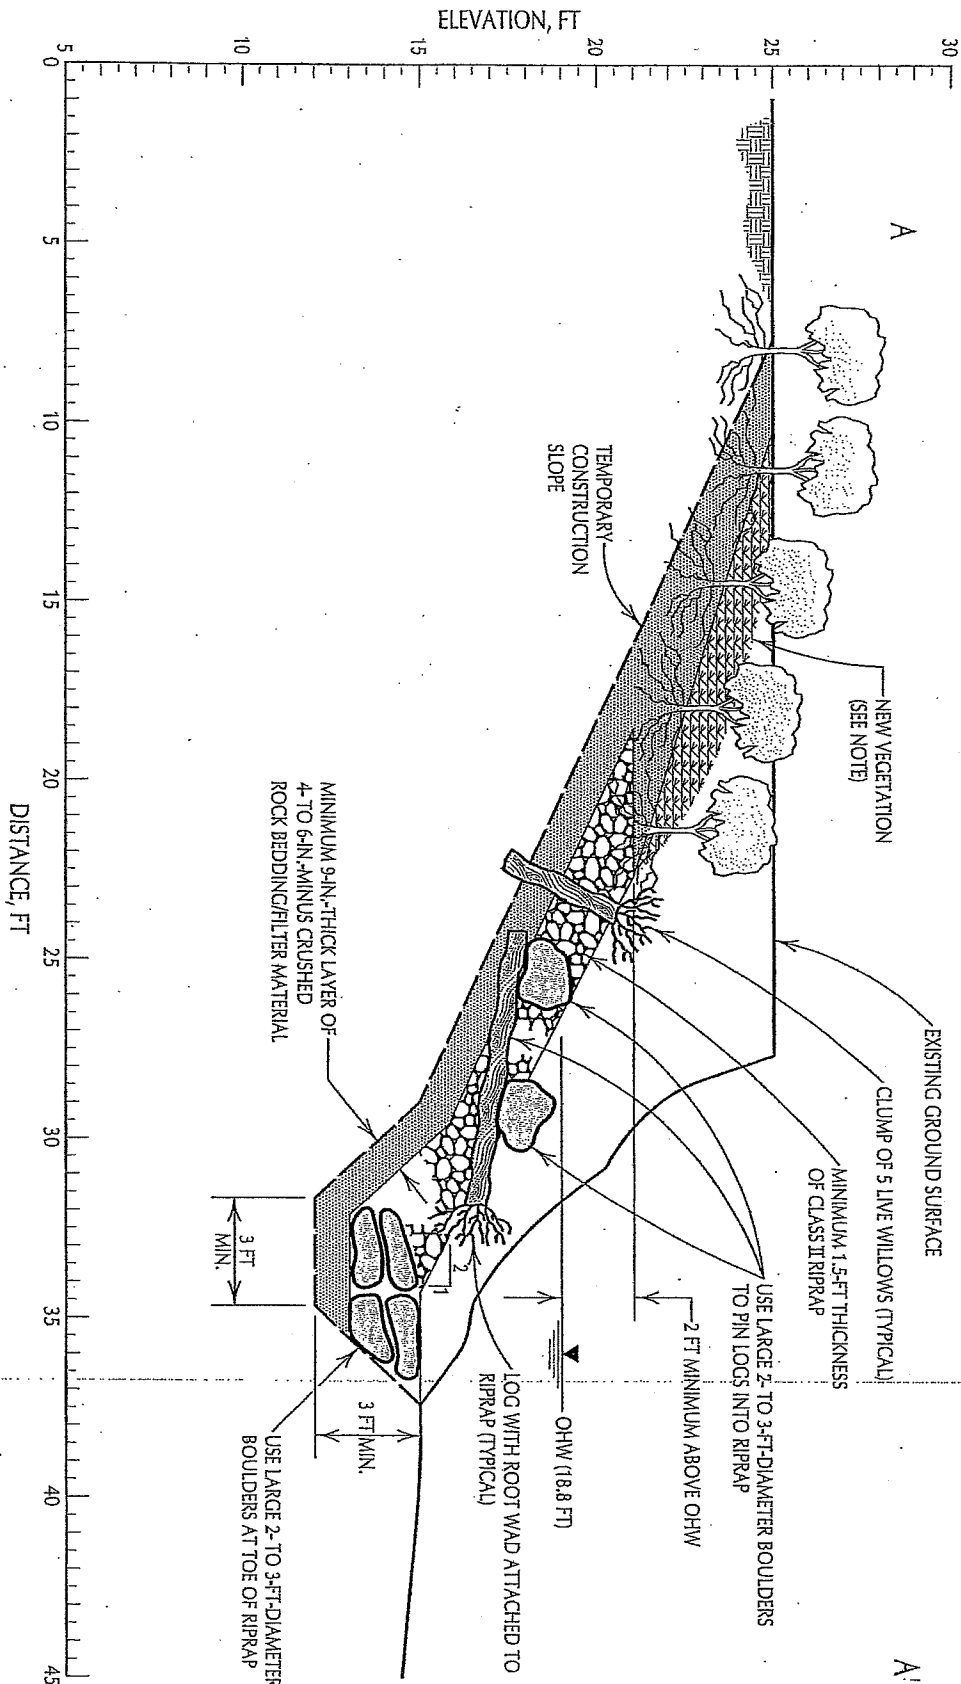 A
A'
ELEVATION, FT
30
25
20
15
10
5
0
5
10
15
20
25
30
35
40
45
DISTANCE, FT
NEW VEGETATION
(SEE NOTE)
EXISTING GROUND SURFACE
CLUMP OF 5 LIVE WILLOWS (TYPICAL)
MINIMUM 1.5-FT THICKNESS
OF CLASS II RIPRAP
USE LARGE 2- TO 3-FT-DIAMETER BOULDERS
TO PIN LOGS INTO RIPRAP
2 FT MINIMUM ABOVE OHW
OHW (18.8 FT)
LOG WITH ROOT WAD ATTACHED TO
RIPRAP (TYPICAL)
2
1
TEMPORARY
CONSTRUCTION
SLOPE
MINIMUM 9-IN.-THICK LAYER OF
4- TO 6-IN.-MINUS CRUSHED
ROCK BEDDING/FILTER MATERIAL
3 FT
MIN.
3 FT MIN.
USE LARGE 2- TO 3-FT-DIAMETER
BOULDERS AT TOE OF RIPRAP